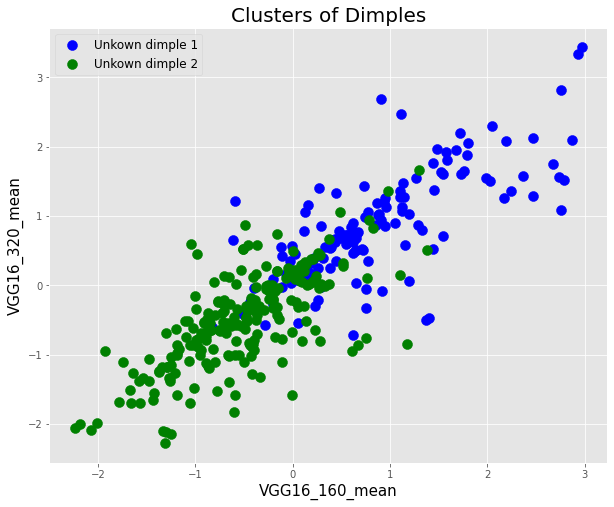 Clusters of Dimples
Unkown dimple 1
Unkown dimple 2
3
2
1
0
−1
−2
VGG16_320_mean
−2 −1 0 1 2 3
VGG16_160_mean